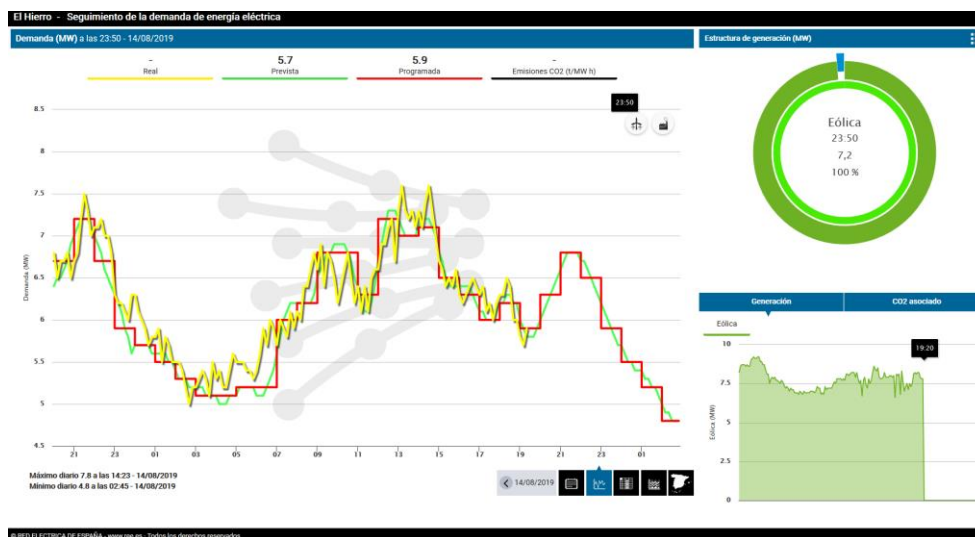 El Hierro - Seguimiento de la demanda de energía eléctrica
Demanda (MW) a las 23:50 - 14/08/2019
-
Real
5.7
Prevista
5.9
Programada
-
Emisiones CO2 (t/MW h)
23:50
8.5
8
7.5
7
6.5
6
5.5
5
4.5
Demanda (MW)
21 23 01 03 05 07 09 11 13 15 17 19 21 23 01
Máximo diario 7.8 a las 14:23 - 14/08/2019
Mínimo diario 4.8 a las 02:45 - 14/08/2019
14/08/2019
Estructura de generación (MW)
Eólica
23:50
7,2
100 %
Generación
CO2 asociado
Eólica
19:20
10
7.5
5
2.5
0
Eólica (MW)
© RED ELECTRICA DE ESPAÑA - www.ree.es - Todos los derechos reservados